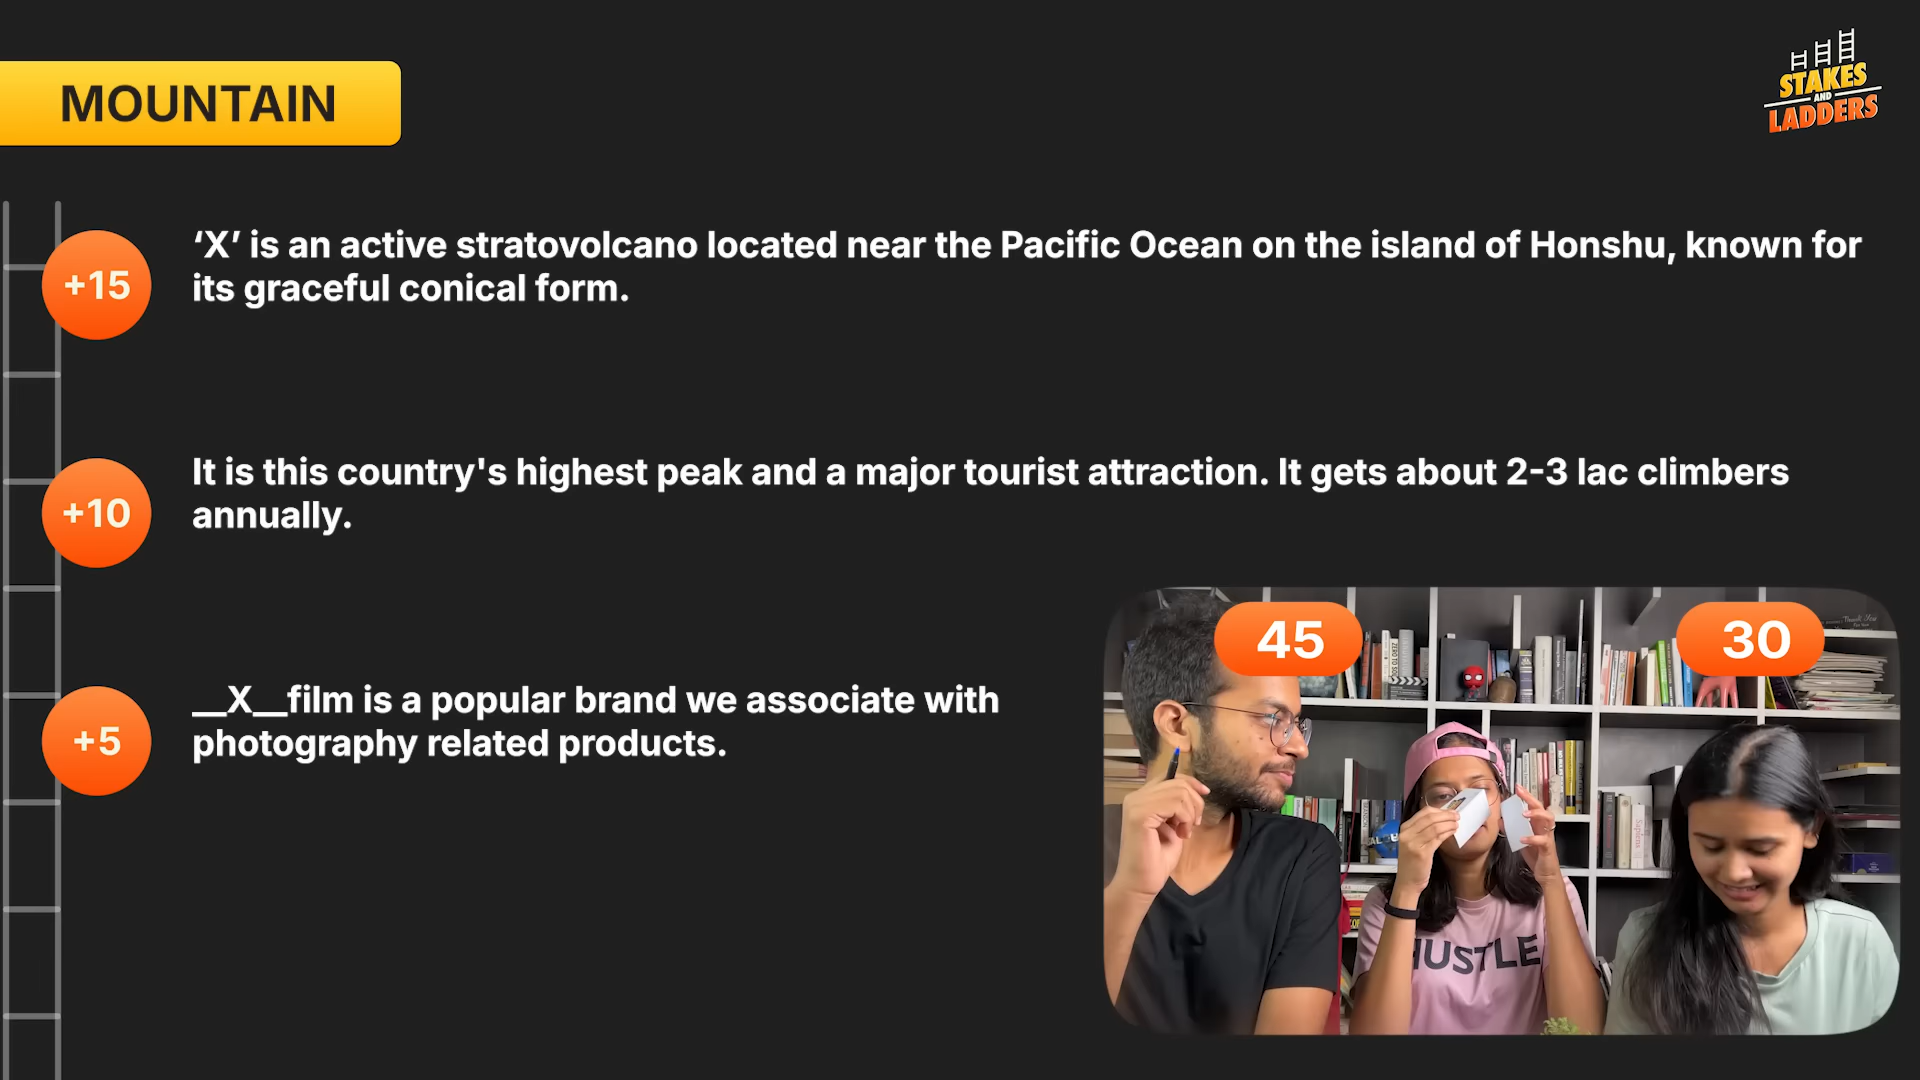 MOUNTAIN
STAKES
AND
LADDERS
+15
‘X’ is an active stratovolcano located near the Pacific Ocean on the island of Honshu, known for
its graceful conical form.
+10
It is this country's highest peak and a major tourist attraction. It gets about 2-3 lac climbers
annually.
+5
__X__film is a popular brand we associate with
photography related products.
45
30
HUSTLE
Sapiens